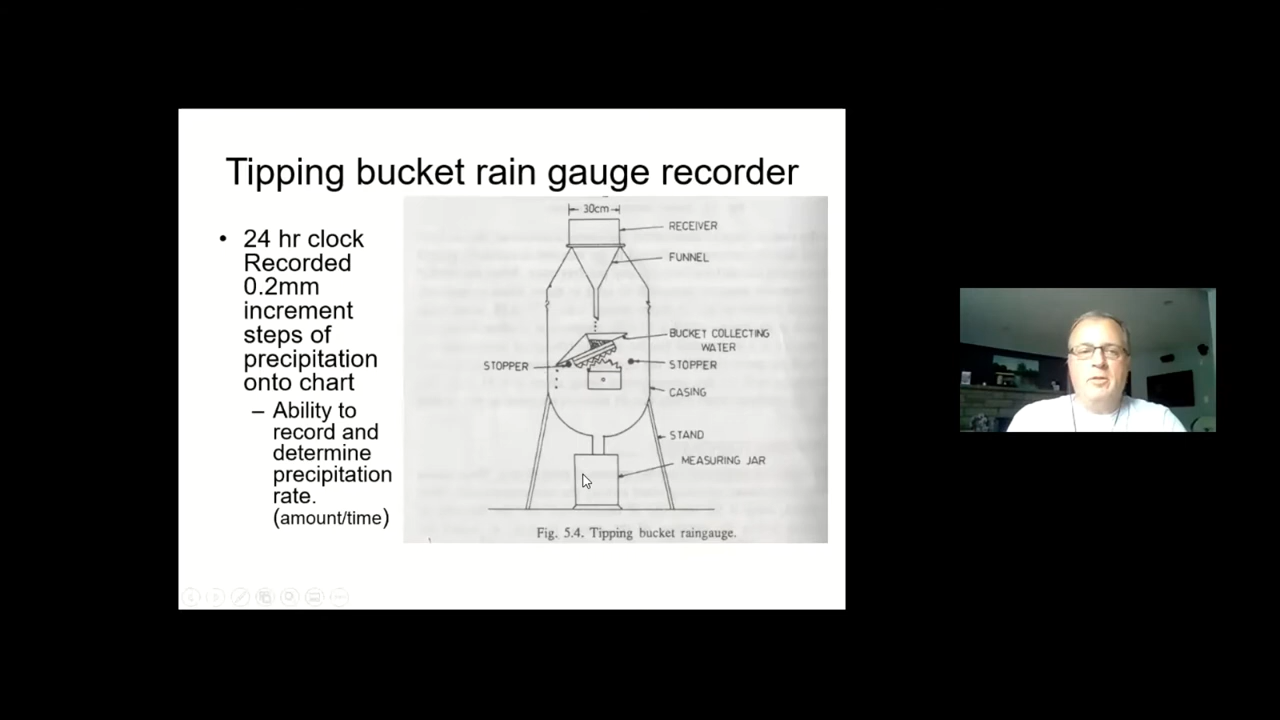 Tipping bucket rain gauge recorder
• 24 hr clock
Recorded
0.2mm
increment
steps of
precipitation
onto chart
– Ability to
record and
determine
precipitation
rate.
(amount/time)
30cm
RECEIVER
FUNNEL
BUCKET COLLECTING
WATER
STOPPER
STOPPER
CASING
STAND
MEASURING JAR
Fig. 5.4. Tipping bucket raingauge.